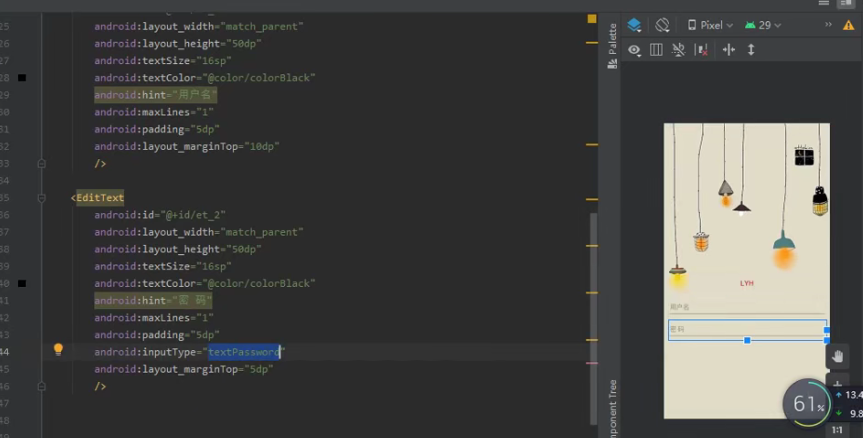 25 android:layout_width="match_parent"
26 android:layout_height="50dp"
27 android:textSize="16sp"
28 android:textColor="@color/colorBlack"
29 android:hint="用户名"
30 android:maxLines="1"
31 android:padding="5dp"
32 android:layout_marginTop="10dp"
33 />
34
35 <EditText
36 android:id="@+id/et_2"
37 android:layout_width="match_parent"
38 android:layout_height="50dp"
39 android:textSize="16sp"
40 android:textColor="@color/colorBlack"
41 android:hint="密 码"
42 android:maxLines="1"
43 android:padding="5dp"
44 android:inputType="textPassword"
45 android:layout_marginTop="5dp"
46 />
47
48
Palette
Pixel
29
LYH
用户名
密 码
ponent Tree
61%
13.4
9.8
1:1